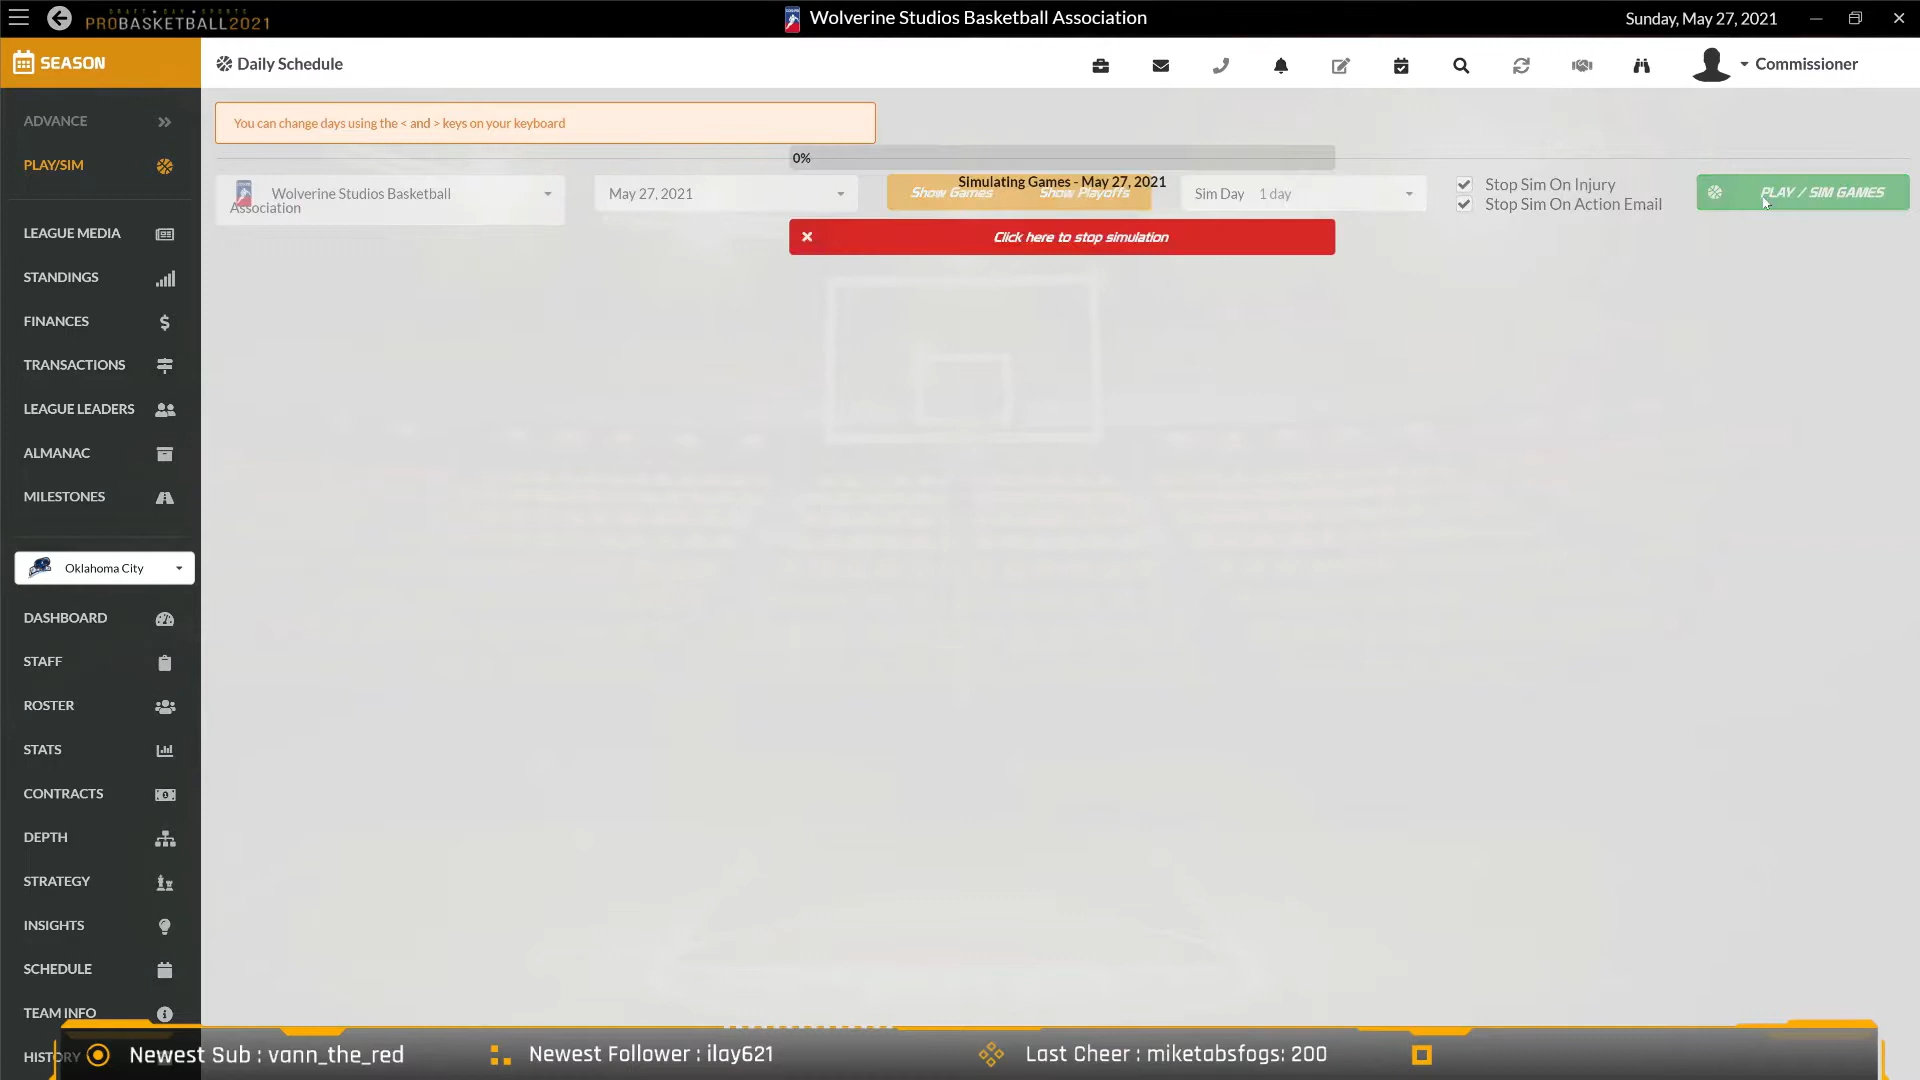 DRAFT DAY SPORTS
PROBASKETBALL2021
Wolverine Studios Basketball Association
Sunday, May 27, 2021
SEASON
Daily Schedule
Commissioner
ADVANCE
You can change days using the < and > keys on your keyboard
PLAY/SIM
0%
Simulating Games - May 27, 2021
Wolverine Studios Basketball
Association
May 27, 2021
Show Games
Show Playoffs
Sim Day 1 day
Stop Sim On Injury
Stop Sim On Action Email
PLAY / SIM GAMES
Click here to stop simulation
LEAGUE MEDIA
STANDINGS
FINANCES
TRANSACTIONS
LEAGUE LEADERS
ALMANAC
MILESTONES
Oklahoma City
DASHBOARD
STAFF
ROSTER
STATS
CONTRACTS
DEPTH
STRATEGY
INSIGHTS
SCHEDULE
TEAM INFO
HISTORY
Newest Sub : vann_the_red
Newest Follower : ilay621
Last Cheer : miketabsfogs: 200